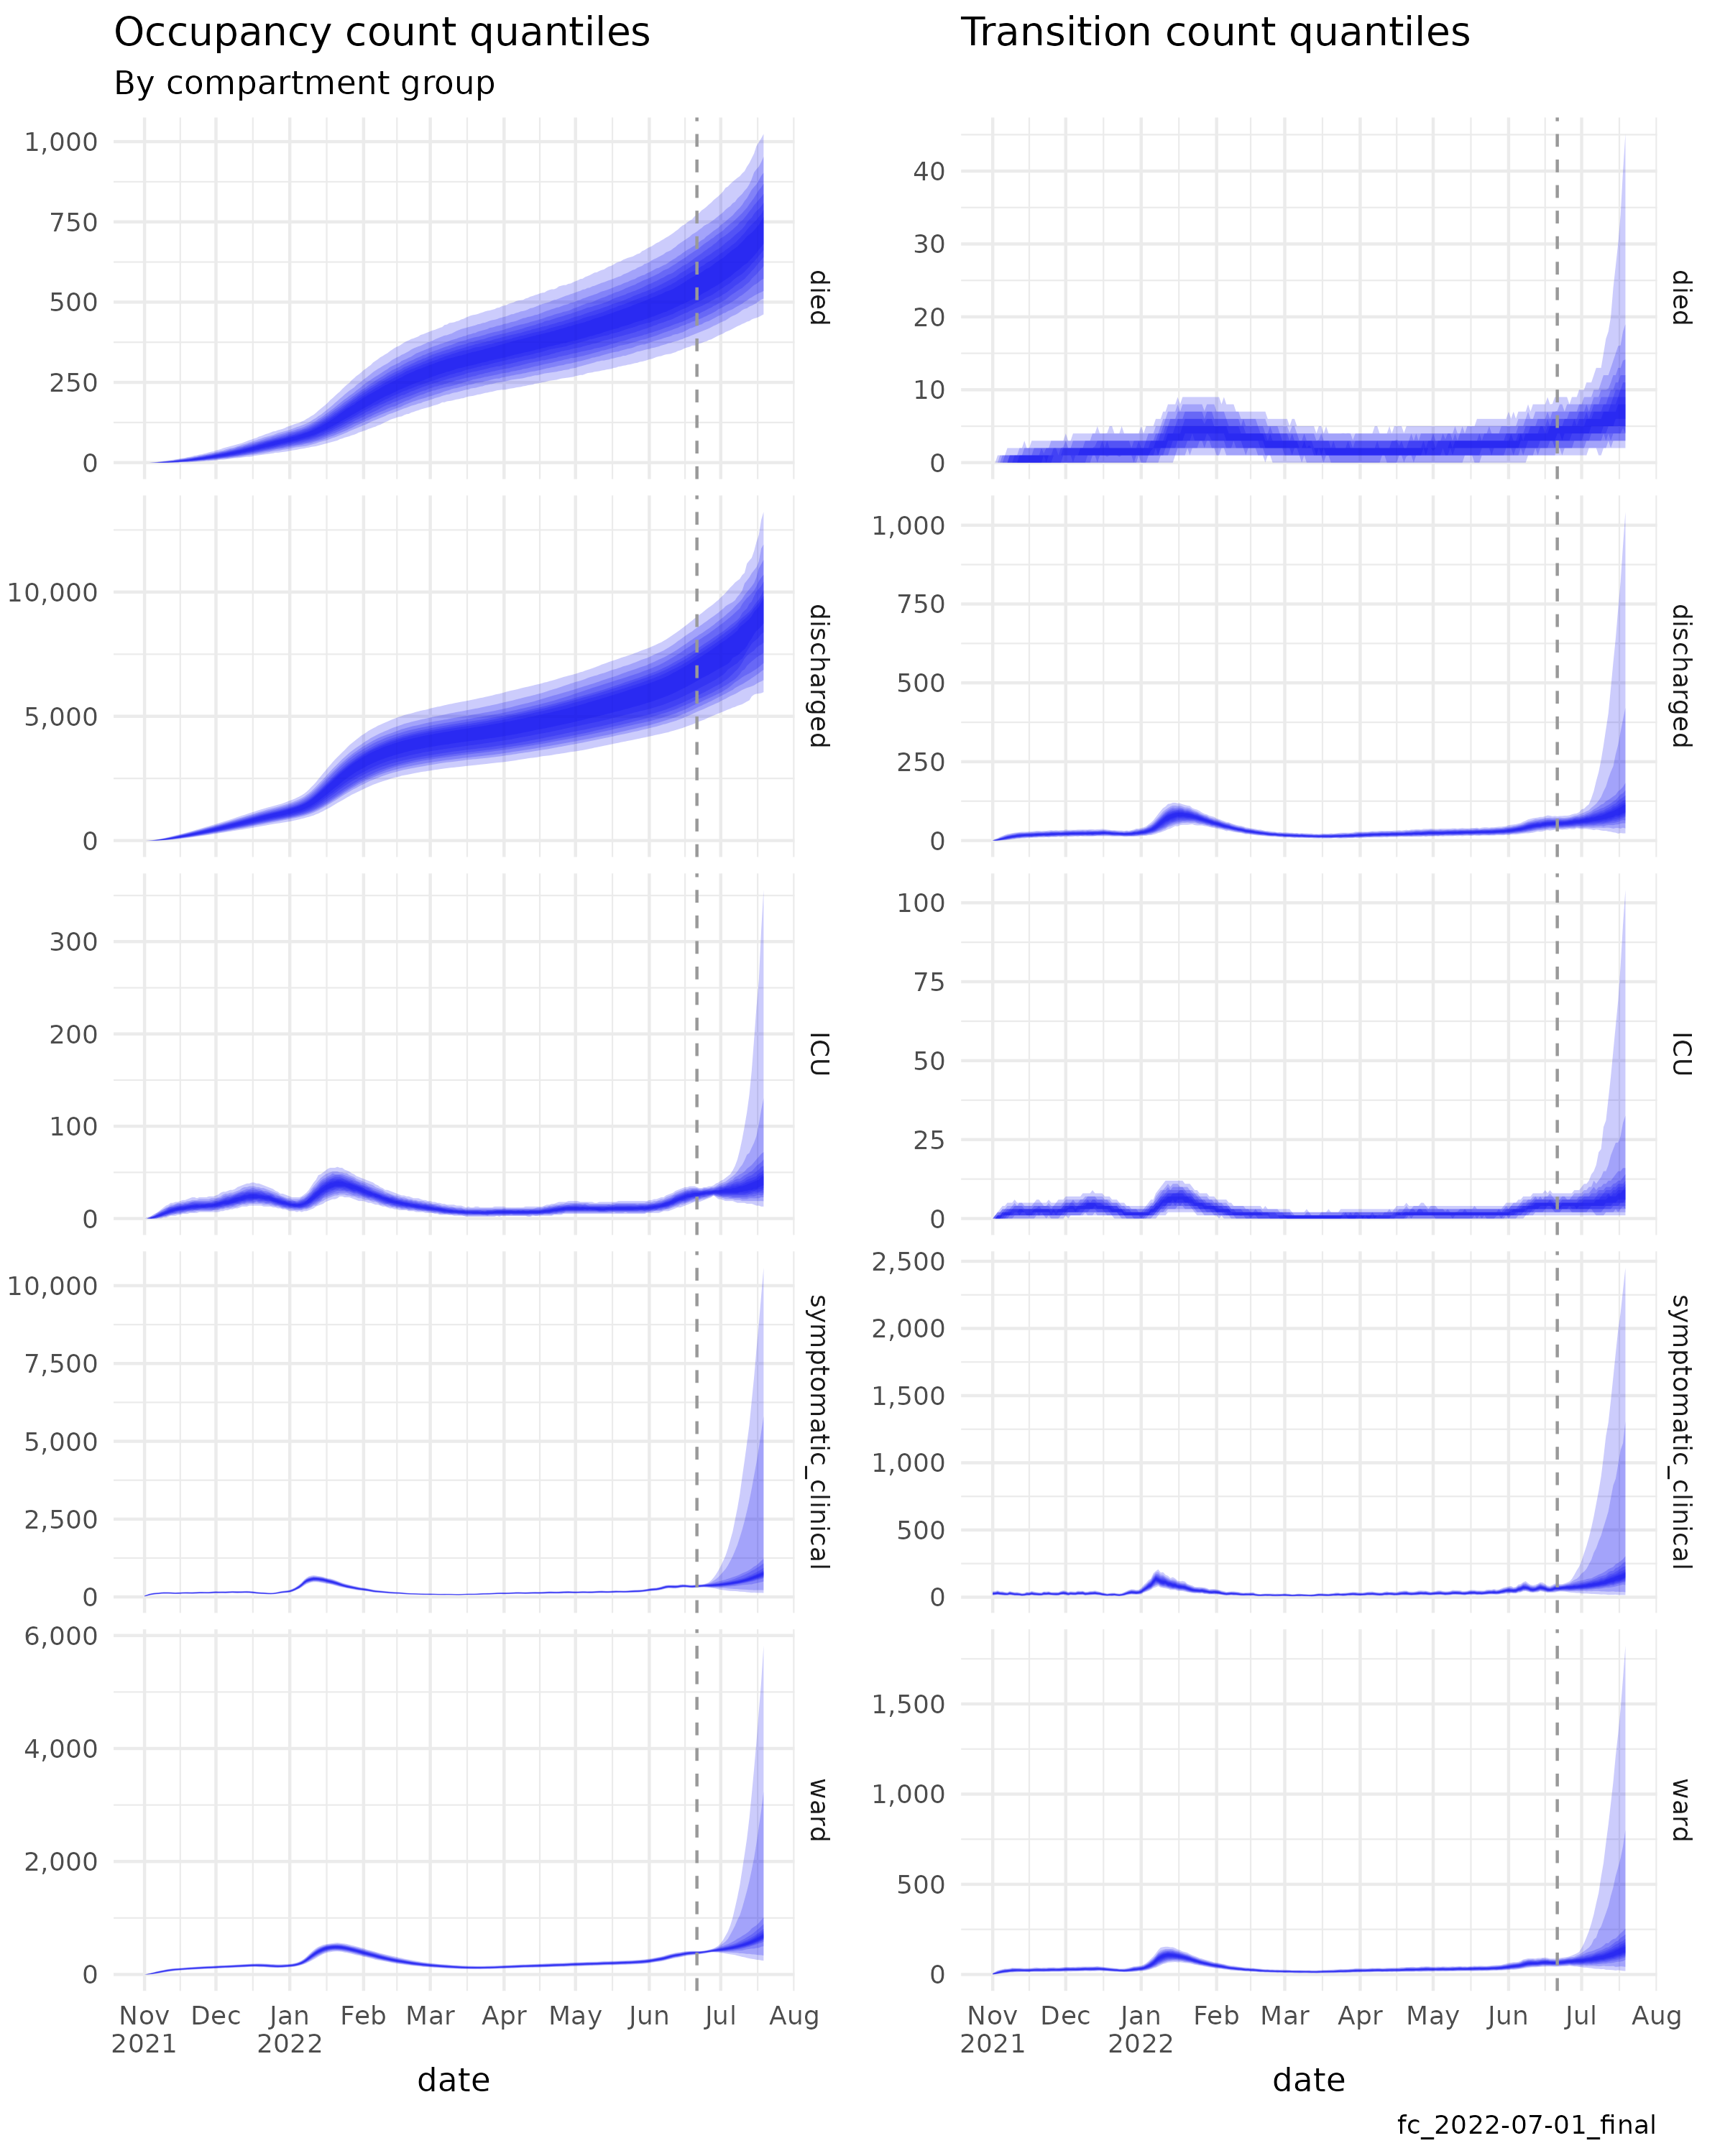 Occupancy count quantiles
By compartment group
1,000
750
500
250
0
died
10,000
5,000
0
discharged
300
200
100
0
ICU
10,000
7,500
5,000
2,500
0
symptomatic_clinical
6,000
4,000
2,000
0
ward
Nov Dec Jan Feb Mar Apr May Jun Jul Aug
2021 2022
date
Transition count quantiles
40
30
20
10
0
died
1,000
750
500
250
0
discharged
100
75
50
25
0
ICU
2,500
2,000
1,500
1,000
500
0
symptomatic_clinical
1,500
1,000
500
0
ward
Nov Dec Jan Feb Mar Apr May Jun Jul Aug
2021 2022
date
fc_2022-07-01_final